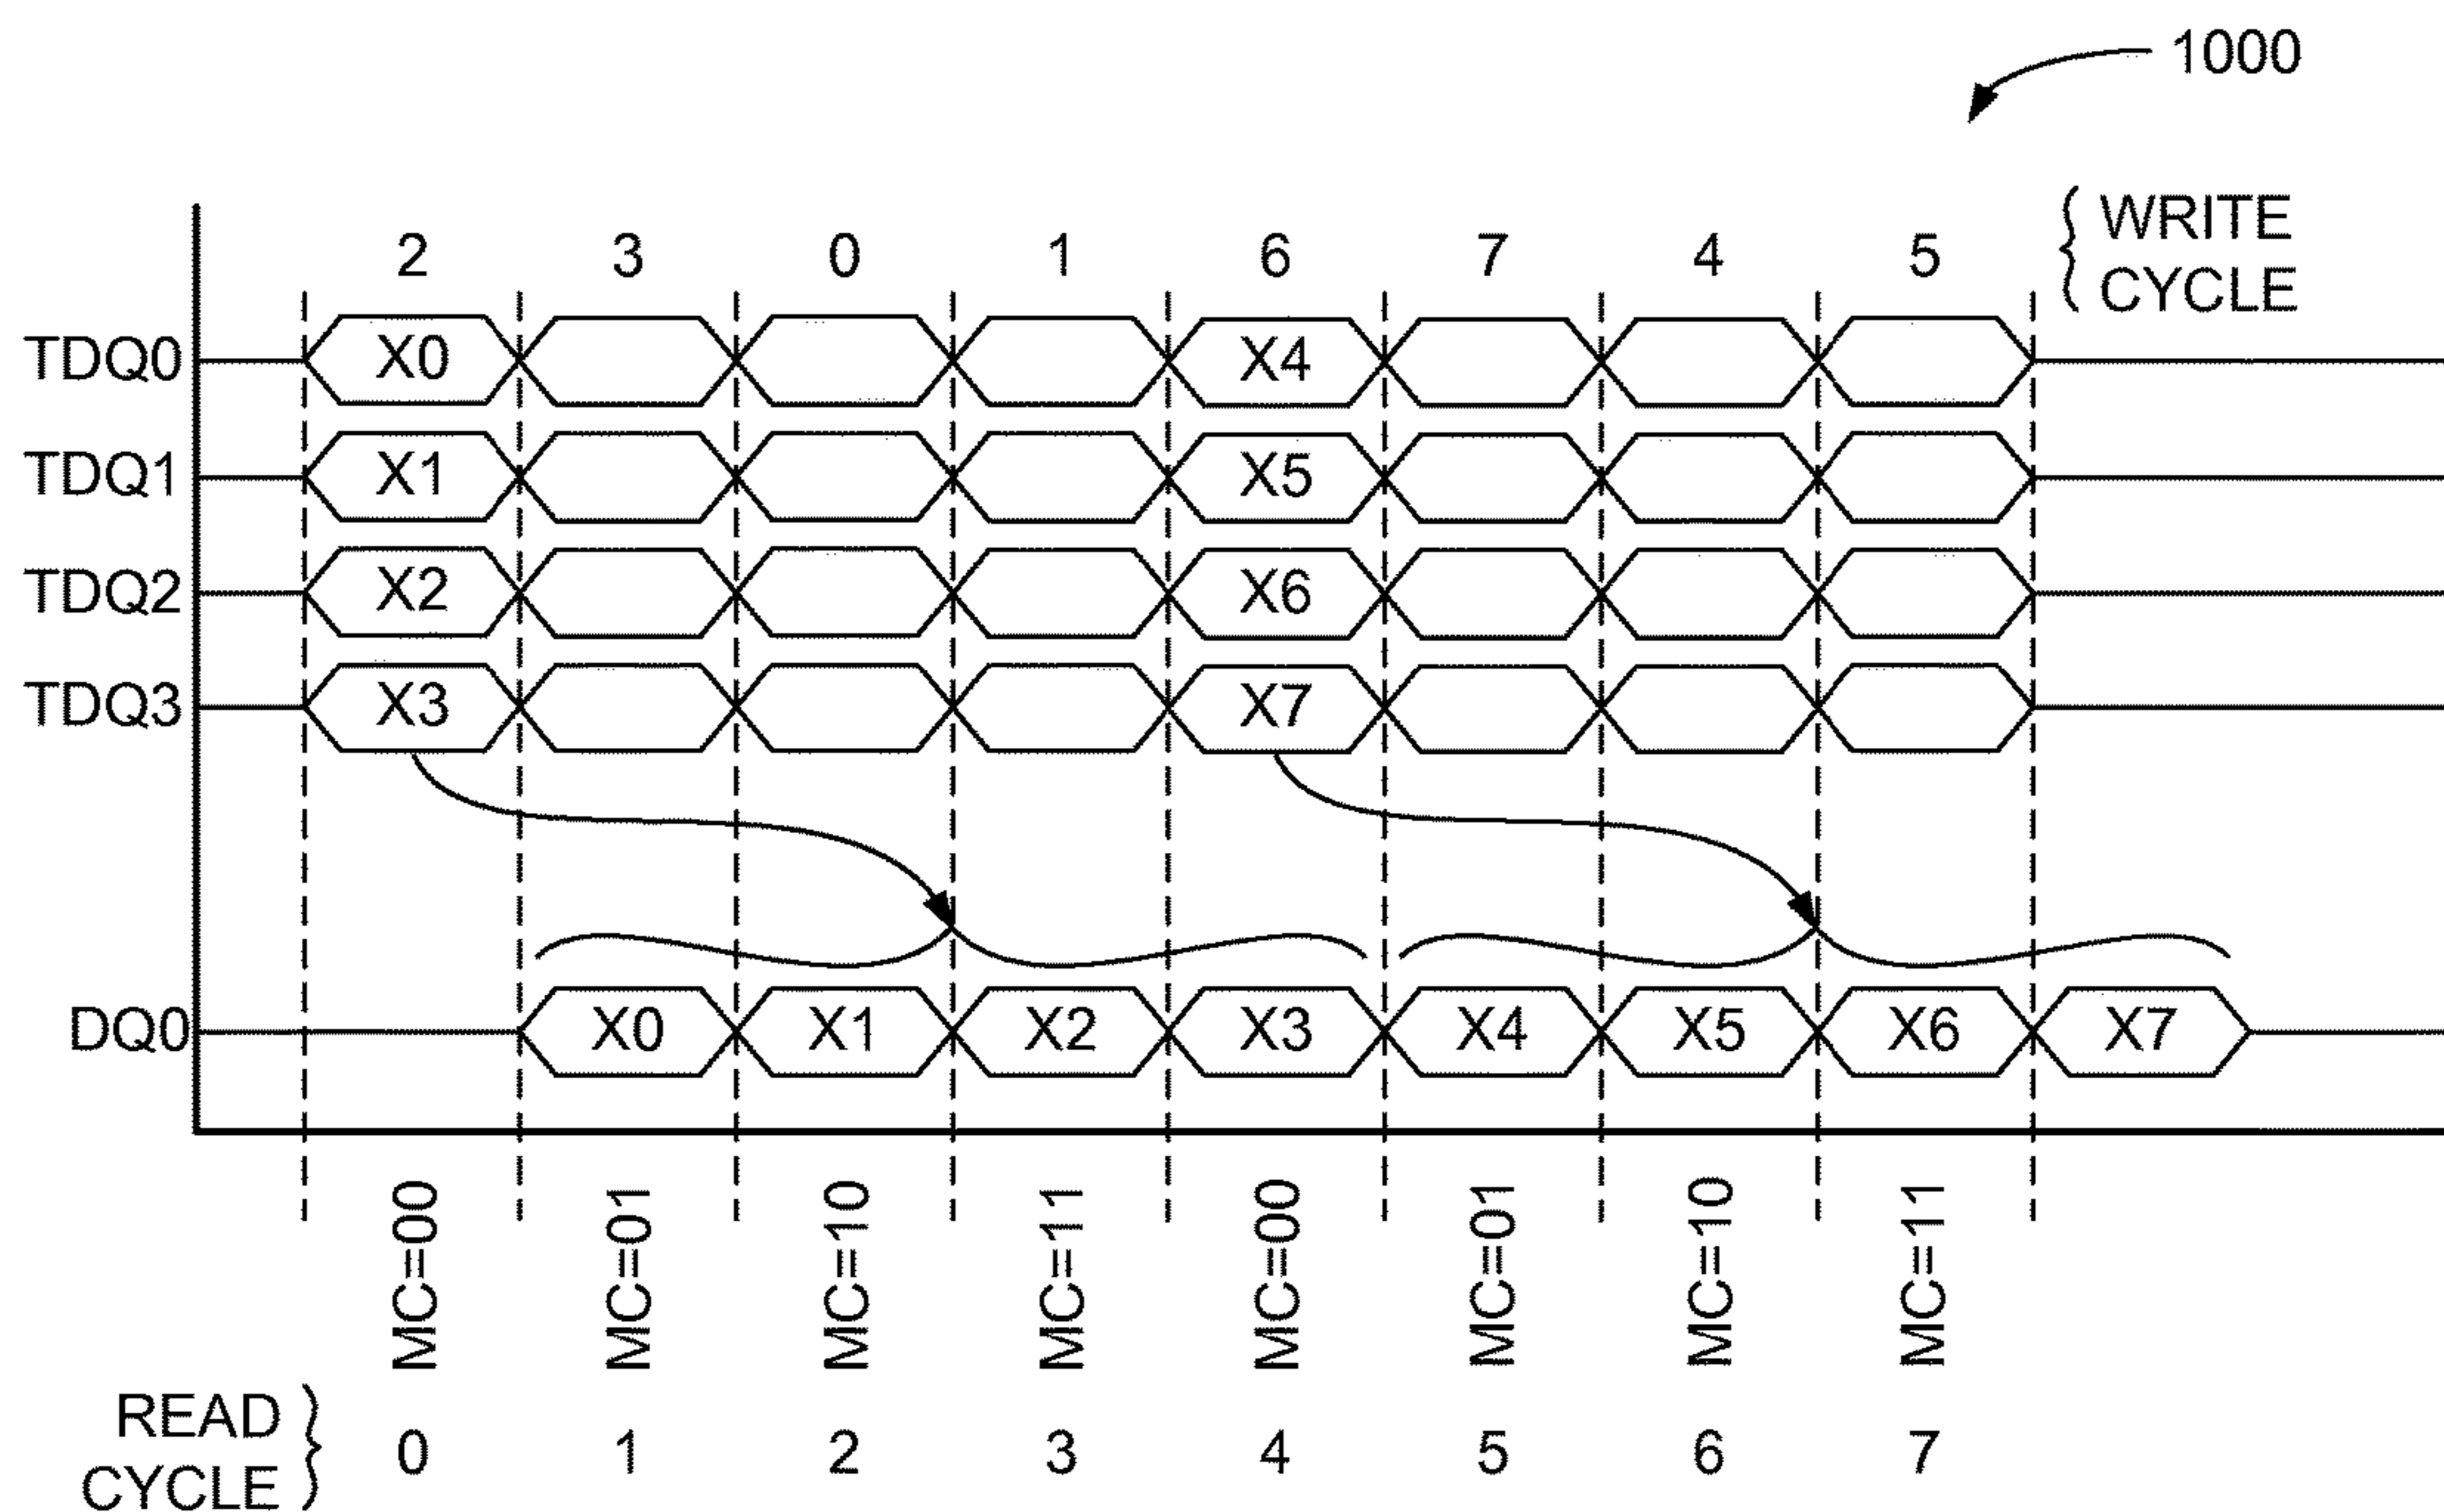 1000
2 3 0 1 6 7 4 5 { WRITE
CYCLE
TDQ0 X0 X4
TDQ1 X1 X5
TDQ2 X2 X6
TDQ3 X3 X7
DQ0 X0 X1 X2 X3 X4 X5 X6 X7
MC=00 MC=01 MC=10 MC=11 MC=00 MC=01 MC=10 MC=11
READ
CYCLE } 0 1 2 3 4 5 6 7